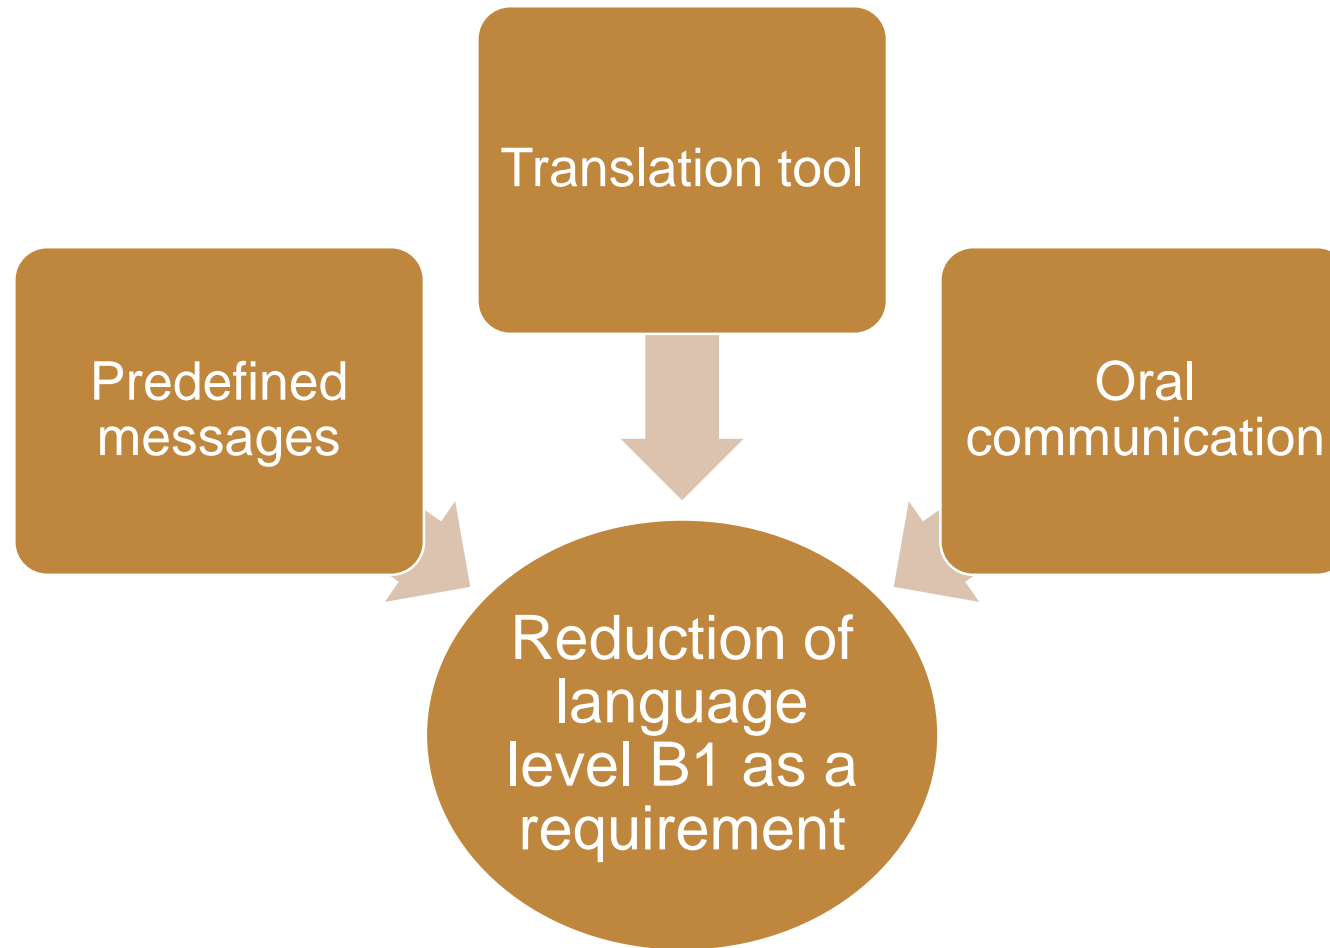 Translation tool
Predefined
messages
Oral
communication
Reduction of
language
level B1 as a
requirement